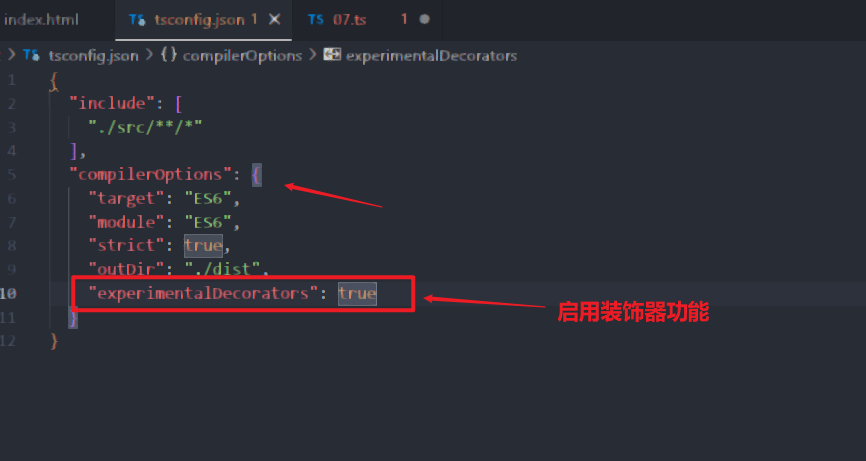 index.html TS tsconfig.json 1 × TS 07.ts 1
TS tsconfig.json {} compilerOptions experimentalDecorators
1 {
2 "include": [
3 "./src/**/*"
4 ],
5 "compilerOptions": {
6 "target": "ES6",
7 "module": "ES6",
8 "strict": true,
9 "outDir": "./dist",
10 "experimentalDecorators": true
启用装饰器功能
11 }
12 }